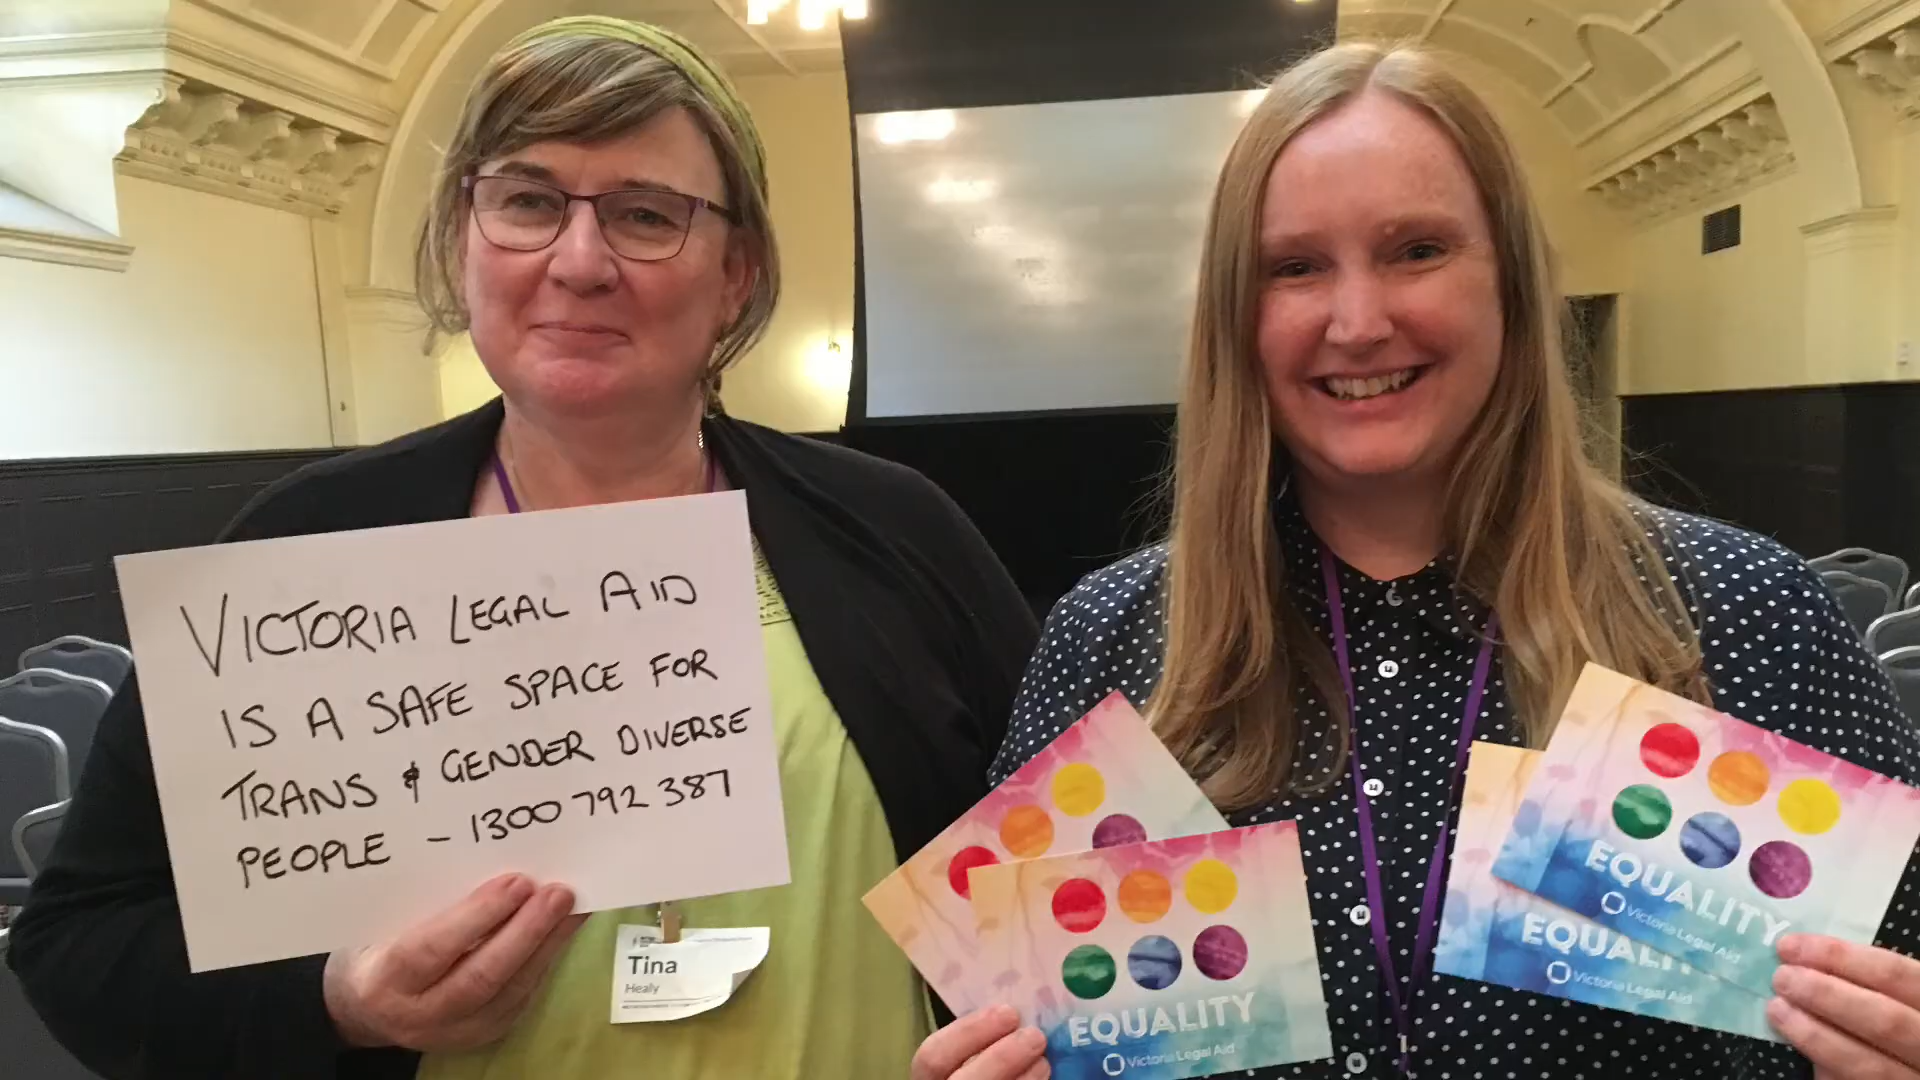 VICTORIA LEGAL AID
IS A SAFE SPACE FOR
TRANS & GENDER DIVERSE
PEOPLE – 1300 792 387
Tina
Healy
EQUALITY
Victoria Legal Aid
EQUALITY
Victoria Legal Aid
EQUALIT
Victoria Legal Aid